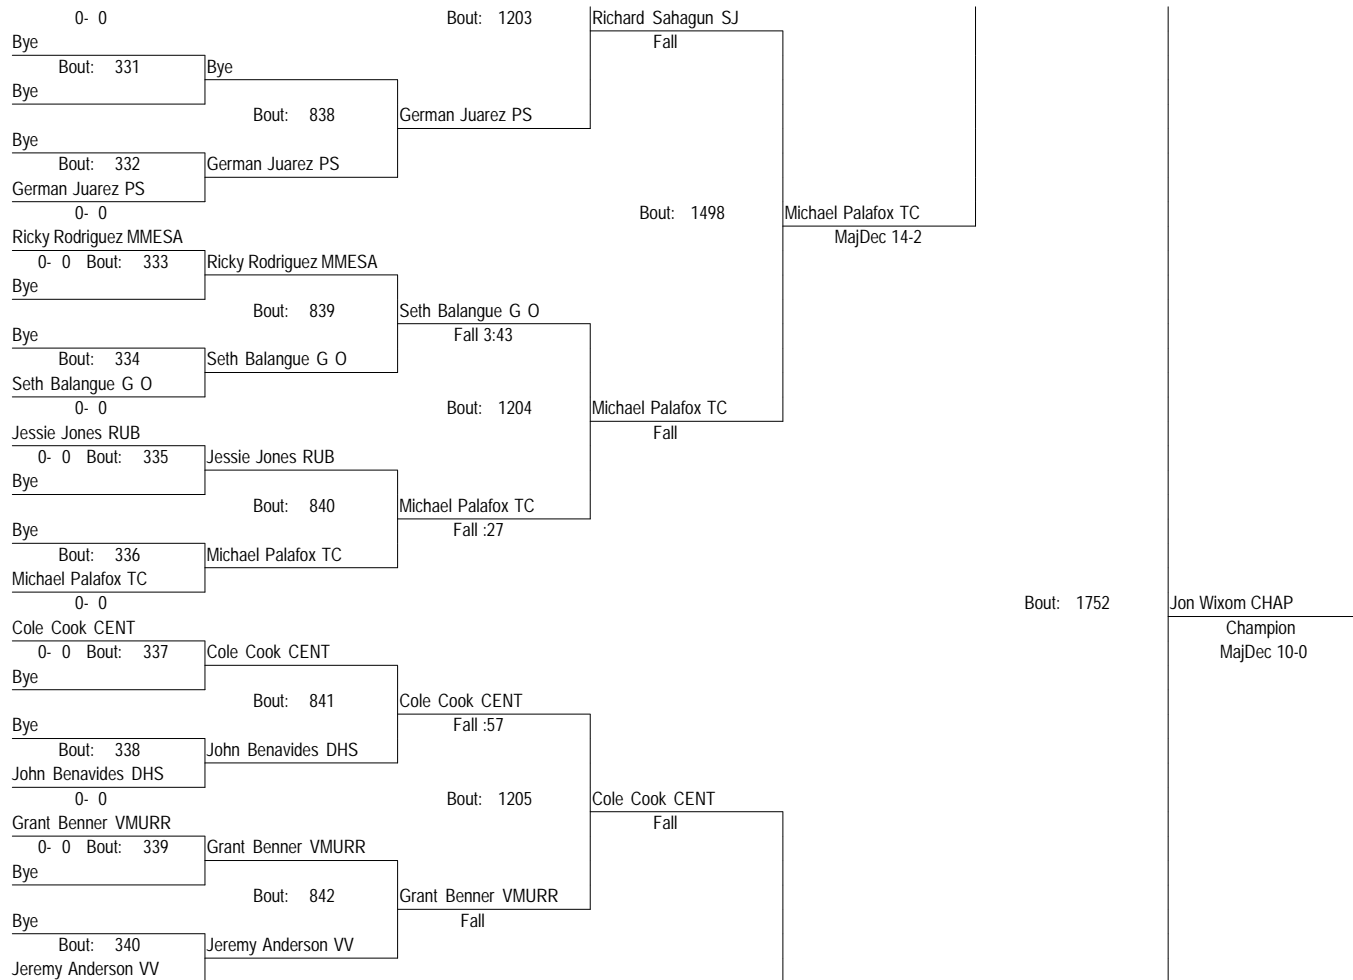 0- 0 Bout: 1203 Richard Sahagun SJ
Bye Fall
Bout: 331 Bye
Bye
Bout: 838 German Juarez PS
Bye
Bout: 332 German Juarez PS
German Juarez PS
0- 0 Bout: 1498 Michael Palafox TC
Ricky Rodriguez MMESA MajDec 14-2
0- 0 Bout: 333 Ricky Rodriguez MMESA
Bye
Bout: 839 Seth Balangue G O
Bye Fall 3:43
Bout: 334 Seth Balangue G O
Seth Balangue G O
0- 0 Bout: 1204 Michael Palafox TC
Jessie Jones RUB Fall
0- 0 Bout: 335 Jessie Jones RUB
Bye
Bout: 840 Michael Palafox TC
Bye Fall :27
Bout: 336 Michael Palafox TC
Michael Palafox TC
0- 0 Bout: 1752 Jon Wixom CHAP
Cole Cook CENT Champion
0- 0 Bout: 337 Cole Cook CENT MajDec 10-0
Bye
Bout: 841 Cole Cook CENT
Bye Fall :57
Bout: 338 John Benavides DHS
John Benavides DHS
0- 0 Bout: 1205 Cole Cook CENT
Grant Benner VMURR Fall
0- 0 Bout: 339 Grant Benner VMURR
Bye
Bout: 842 Grant Benner VMURR
Bye Fall
Bout: 340 Jeremy Anderson VV
Jeremy Anderson VV